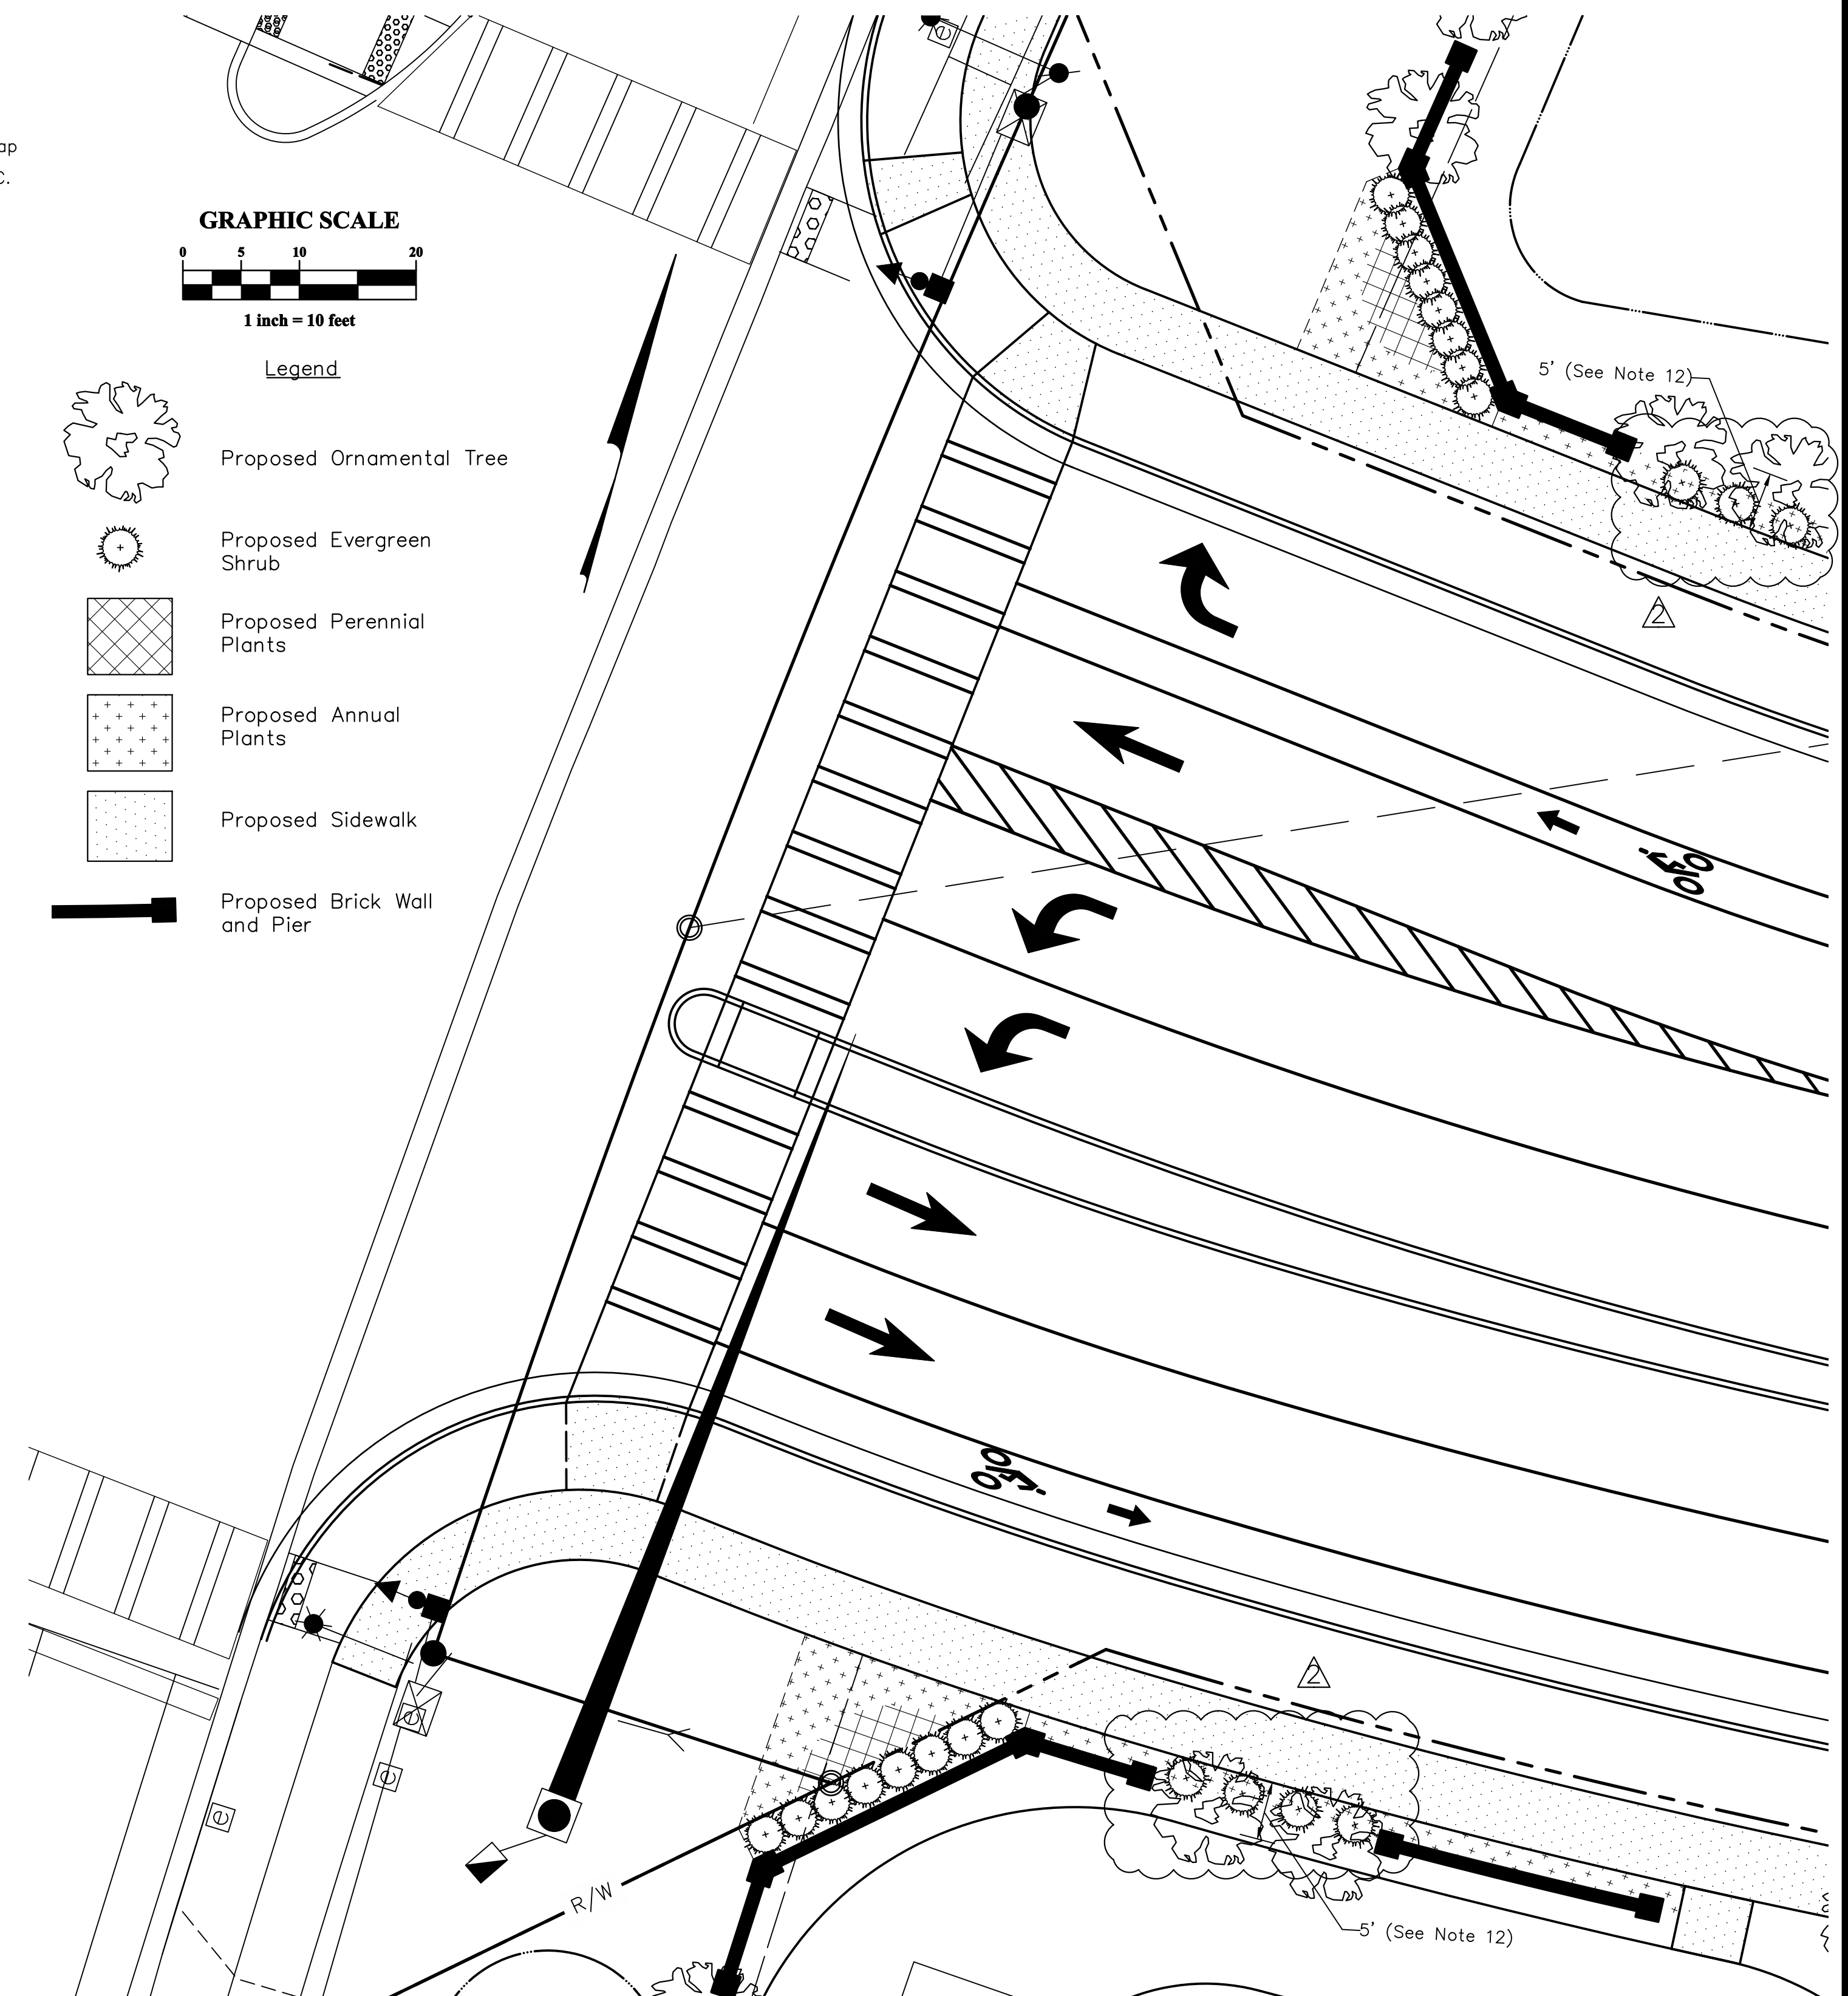 ap
C.
GRAPHIC SCALE
0 5 10 20
1 inch = 10 feet
Legend
Proposed Ornamental Tree
Proposed Evergreen
Shrub
Proposed Perennial
Plants
Proposed Annual
Plants
Proposed Sidewalk
Proposed Brick Wall
and Pier
e
5' (See Note 12)
2
2
e
e
e
R/W
5' (See Note 12)